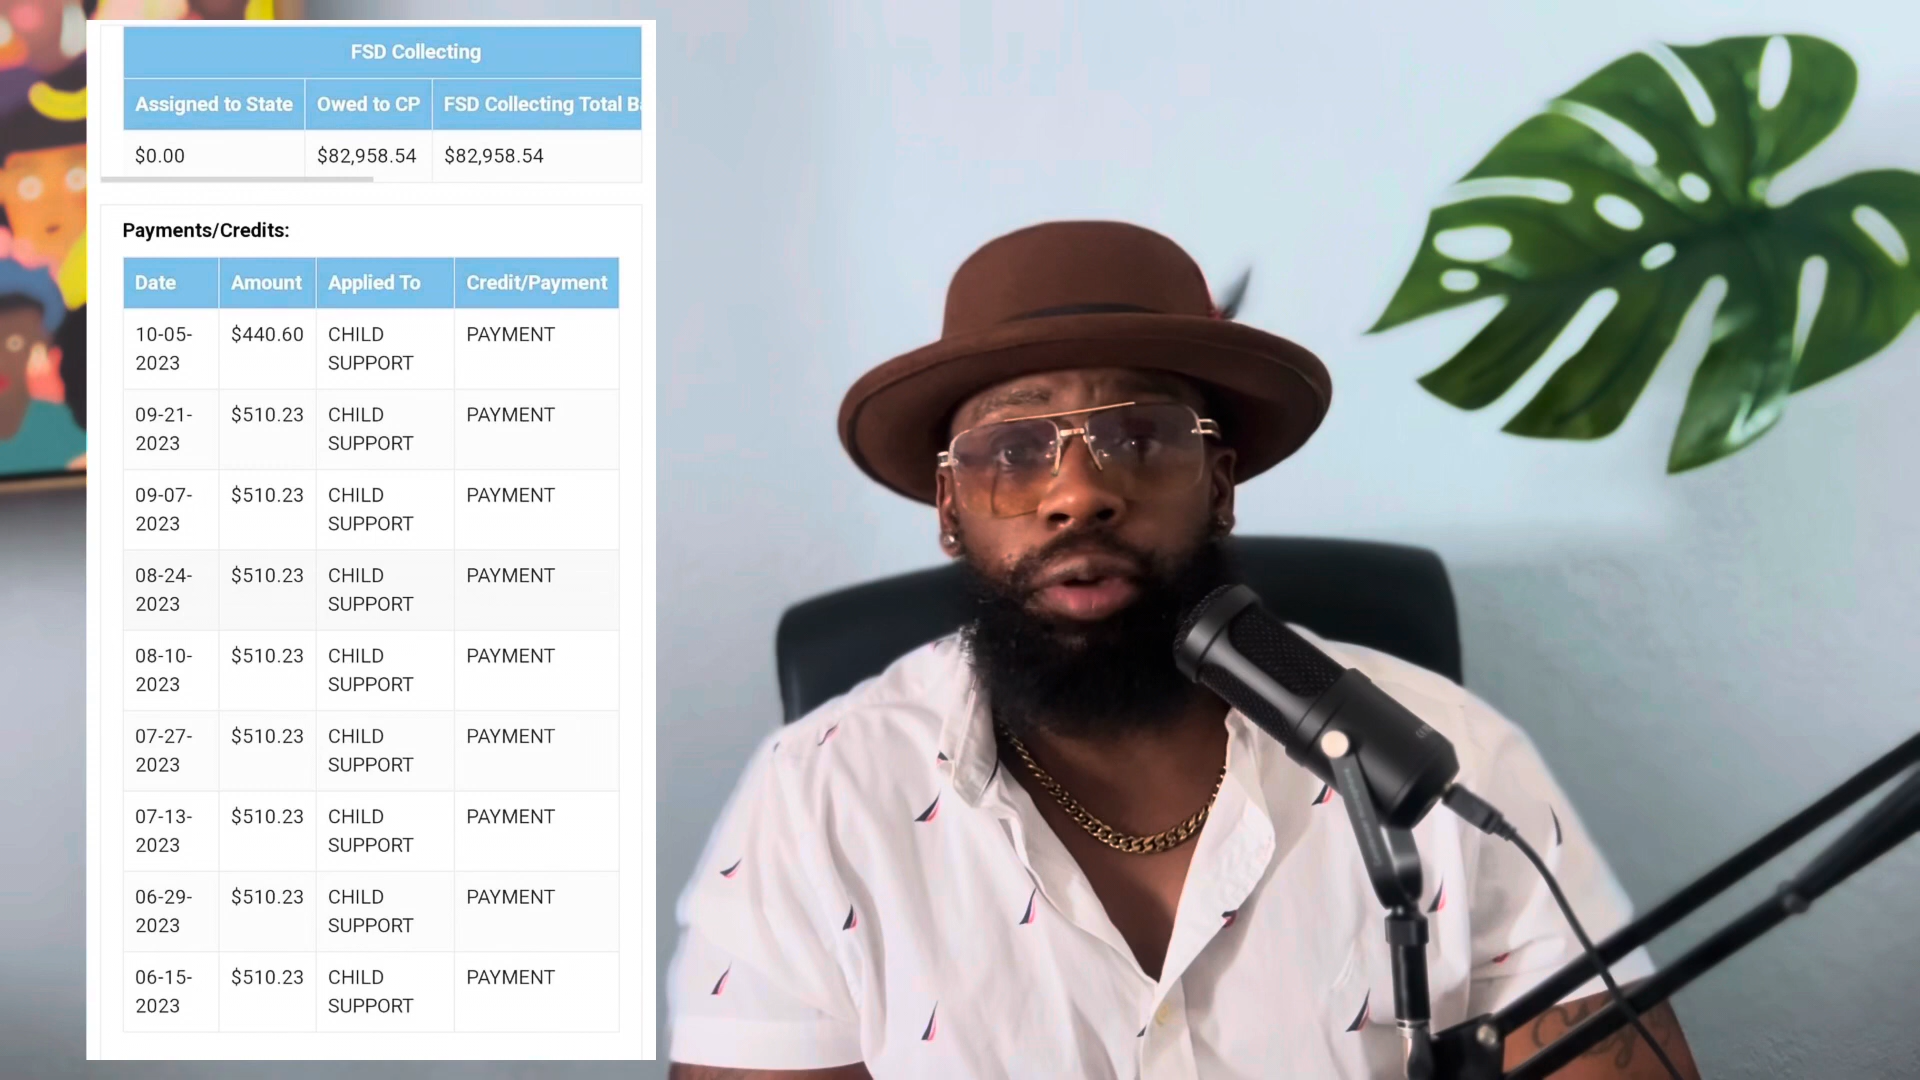 FSD Collecting
Assigned to State Owed to CP FSD Collecting Total
$0.00 $82,958.54 $82,958.54
Payments/Credits:
Date Amount Applied To Credit/Payment
10-05-2023 $440.60 CHILD SUPPORT PAYMENT
09-21-2023 $510.23 CHILD SUPPORT PAYMENT
09-07-2023 $510.23 CHILD SUPPORT PAYMENT
08-24-2023 $510.23 CHILD SUPPORT PAYMENT
08-10-2023 $510.23 CHILD SUPPORT PAYMENT
07-27-2023 $510.23 CHILD SUPPORT PAYMENT
07-13-2023 $510.23 CHILD SUPPORT PAYMENT
06-29-2023 $510.23 CHILD SUPPORT PAYMENT
06-15-2023 $510.23 CHILD SUPPORT PAYMENT